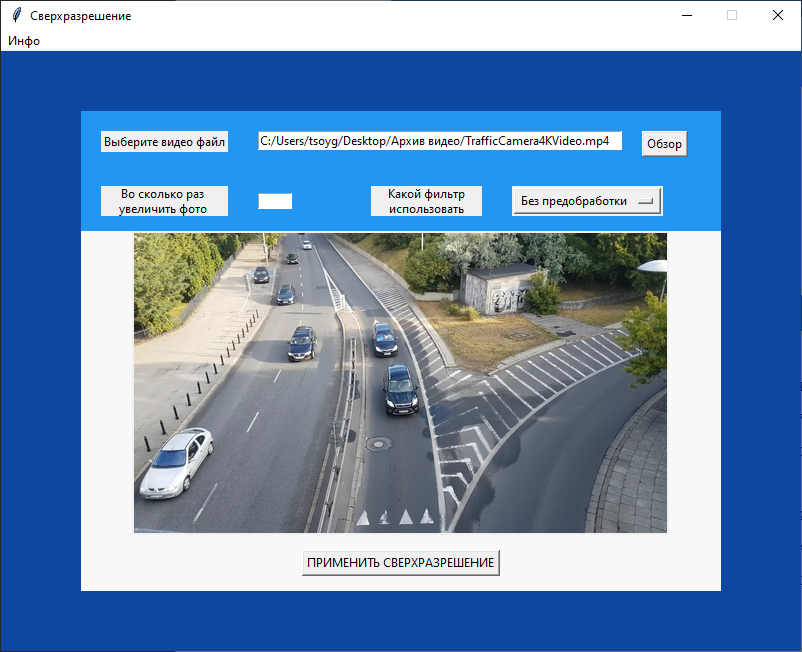 Сверхразрешение
Инфо
Выберите видео файл
C:/Users/tsoyg/Desktop/Архив видео/TrafficCamera4KVideo.mp4
Обзор
Во сколько раз
увеличить фото
Какой фильтр
использовать
Без предобработки
ПРИМЕНИТЬ СВЕРХРАЗРЕШЕНИЕ